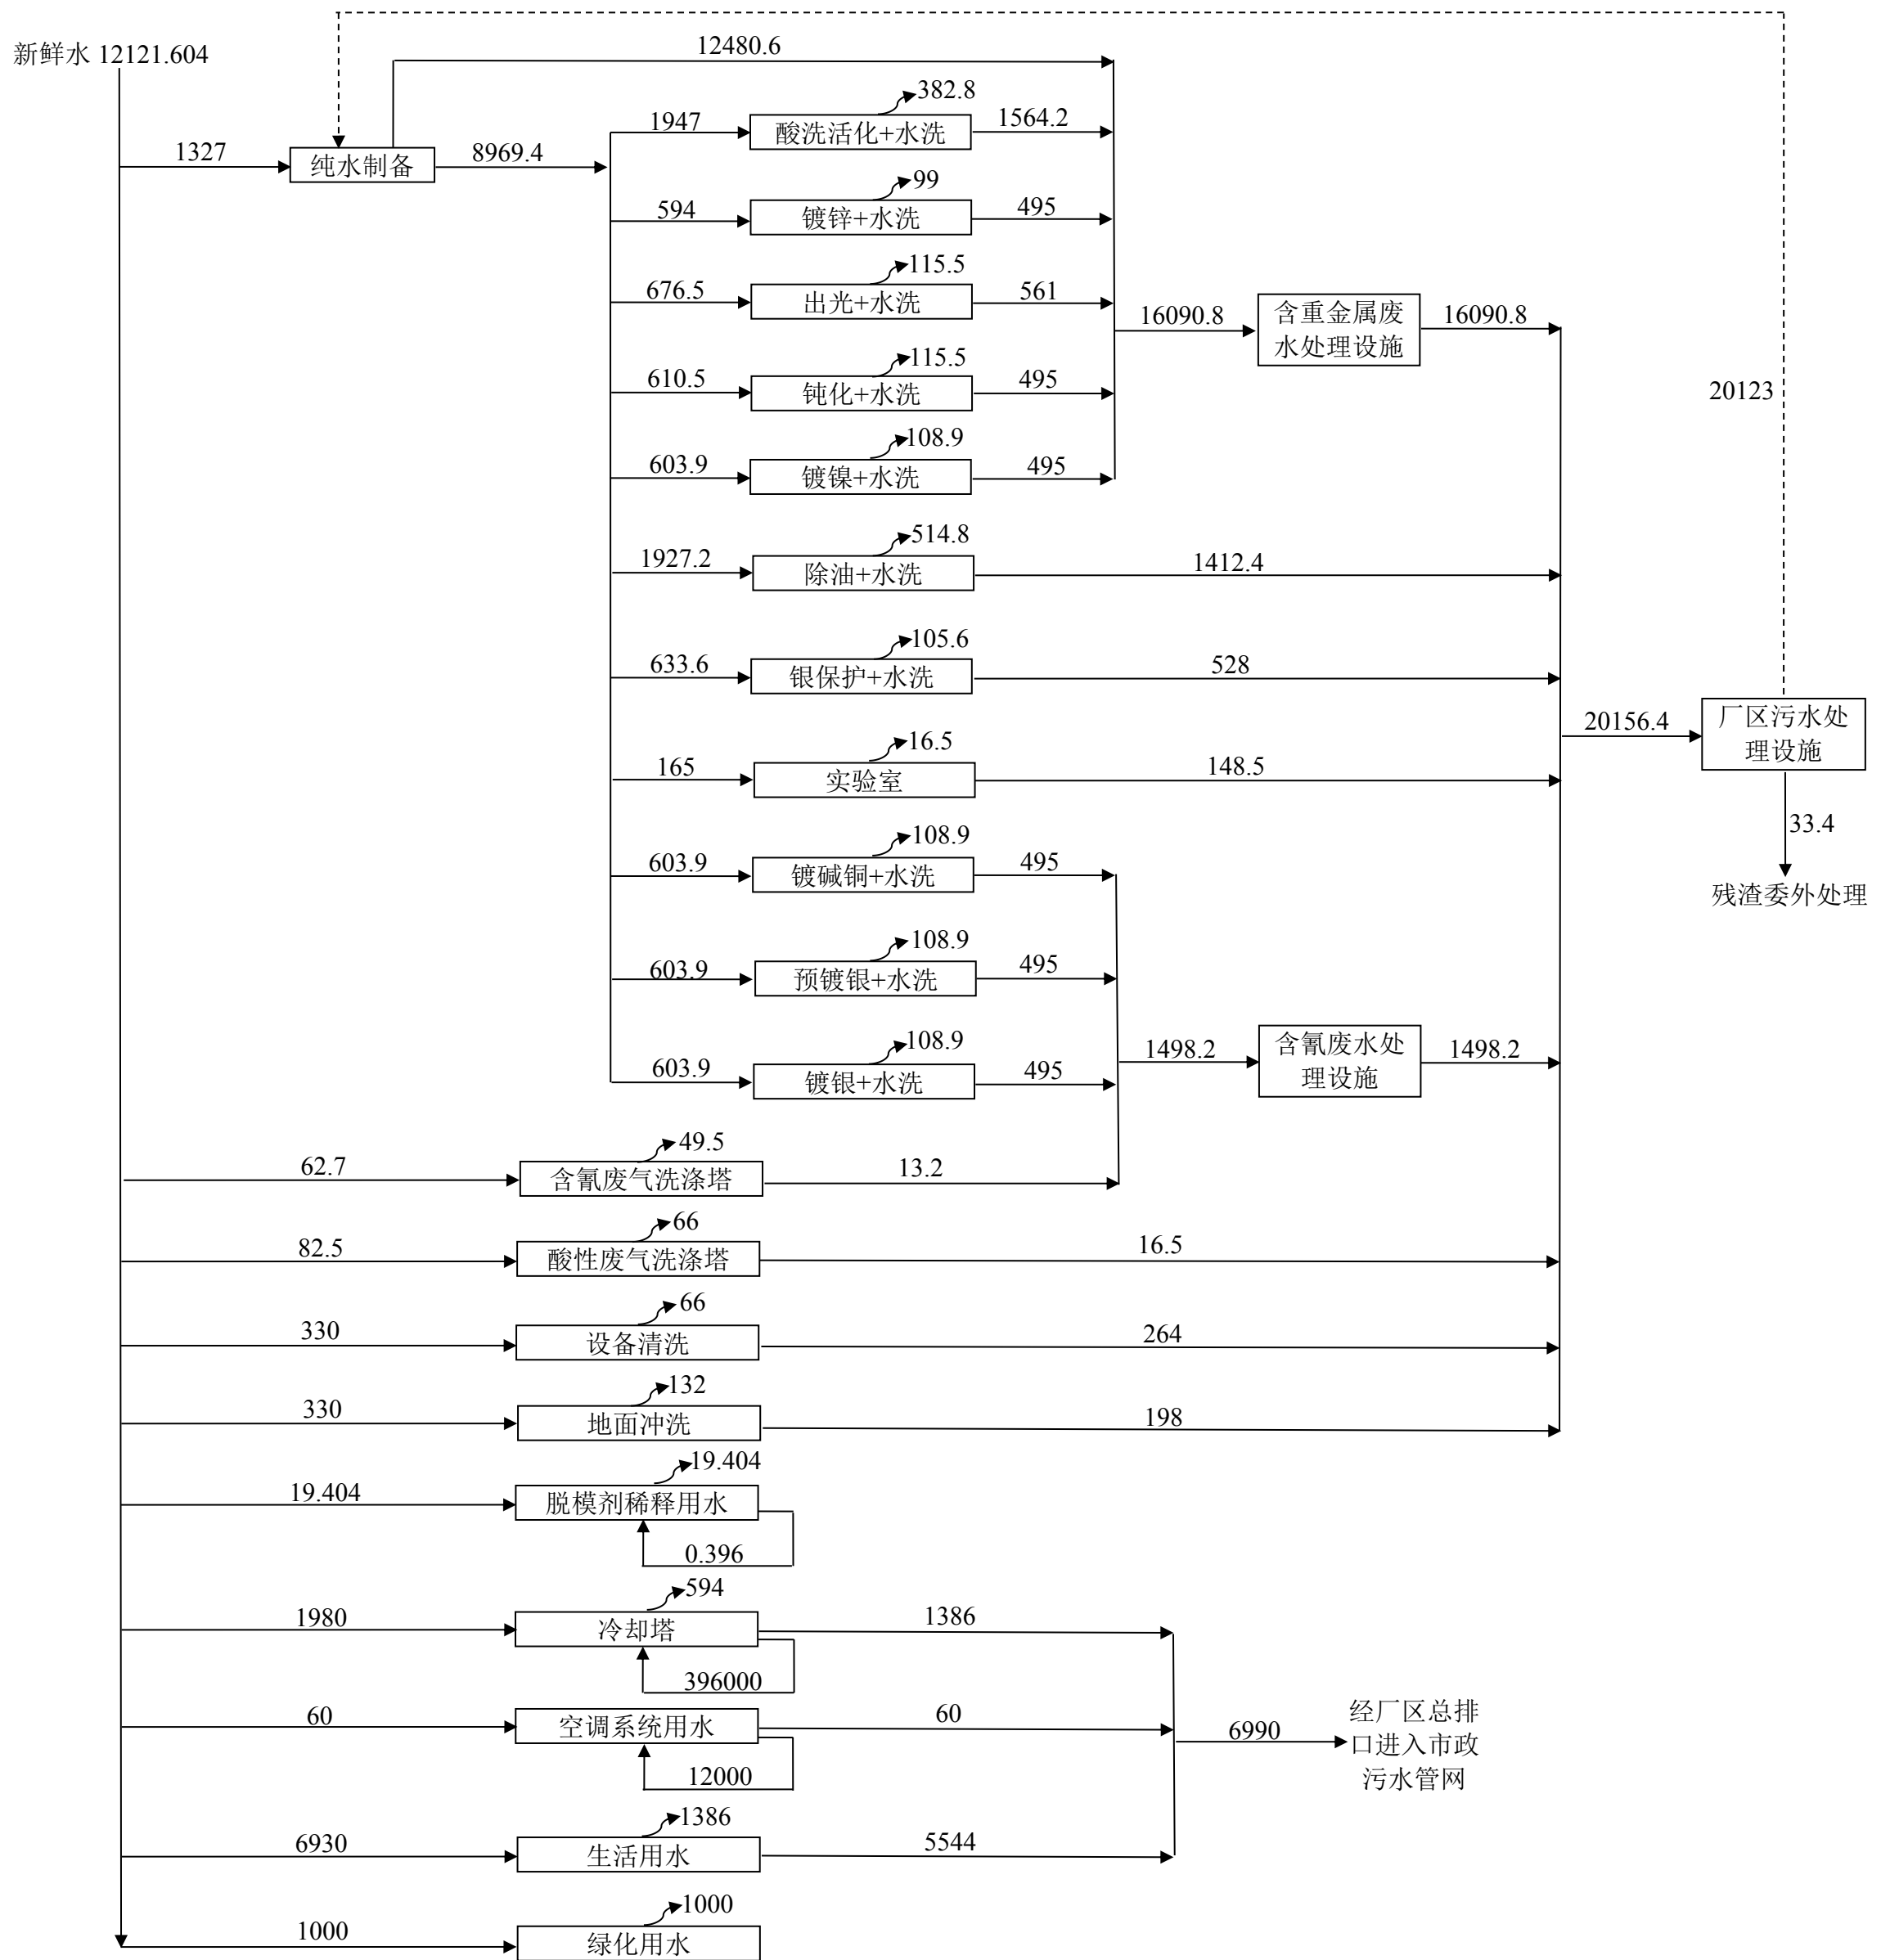 新鲜水 12121.604
12480.6
382.8
1947
酸洗活化+水洗
1564.2
1327
纯水制备
8969.4
99
594
镀锌+水洗
495
115.5
676.5
出光+水洗
561
16090.8
含重金属废
水处理设施
16090.8
115.5
610.5
钝化+水洗
495
20123
108.9
603.9
镀镍+水洗
495
514.8
1927.2
除油+水洗
1412.4
105.6
633.6
银保护+水洗
528
20156.4
厂区污水处
理设施
16.5
165
实验室
148.5
33.4
残渣委外处理
108.9
603.9
镀碱铜+水洗
495
108.9
603.9
预镀银+水洗
495
108.9
603.9
镀银+水洗
495
1498.2
含氰废水处
理设施
1498.2
49.5
62.7
含氰废气洗涤塔
13.2
66
82.5
酸性废气洗涤塔
16.5
66
330
设备清洗
264
132
330
地面冲洗
198
19.404
19.404
脱模剂稀释用水
0.396
594
1980
冷却塔
1386
396000
60
空调系统用水
60
12000
6990
经厂区总排
口进入市政
污水管网
1386
6930
生活用水
5544
1000
1000
绿化用水